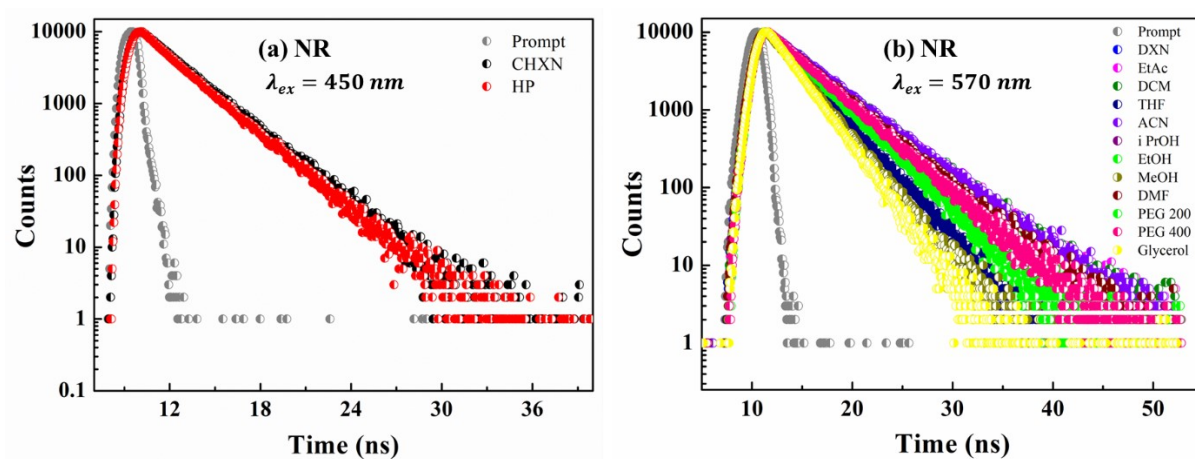 (a) NR
λex = 450 nm
Prompt
CHXN
HP
Counts
10000
1000
100
10
1
0.1
12
18
24
30
36
Time (ns)
(b) NR
λex = 570 nm
Prompt
DXN
EtAc
DCM
THF
ACN
i PrOH
EtOH
MeOH
DMF
PEG 200
PEG 400
Glycerol
Counts
10000
1000
100
10
1
10
20
30
40
50
Time (ns)